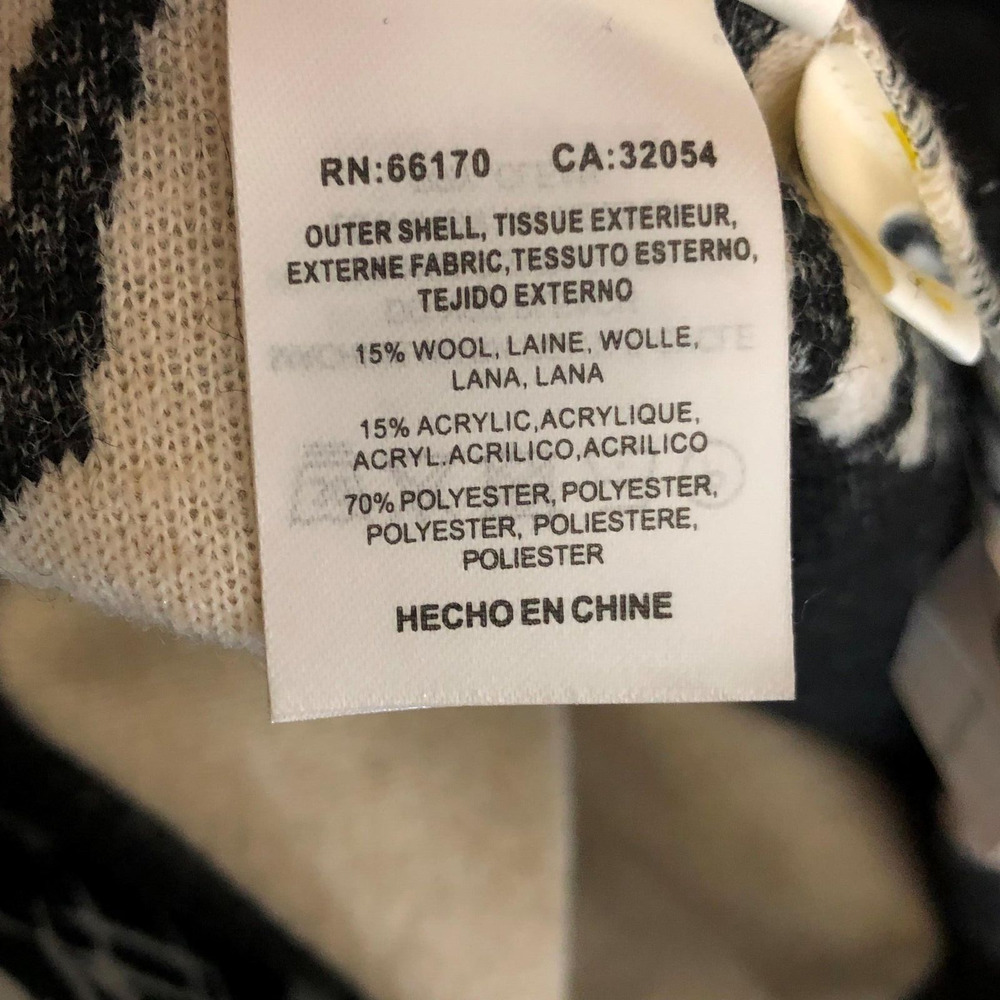 RN:66170 CA:32054
OUTER SHELL, TISSUE EXTERIEUR,
EXTERNE FABRIC,TESSUTO ESTERNO,
TEJIDO EXTERNO
15% WOOL, LAINE, WOLLE,
LANA, LANA
15% ACRYLIC,ACRYLIQUE,
ACRYL.ACRILICO,ACRILICO
70% POLYESTER, POLYESTER,
POLYESTER, POLIESTERE,
POLIESTER
HECHO EN CHINE